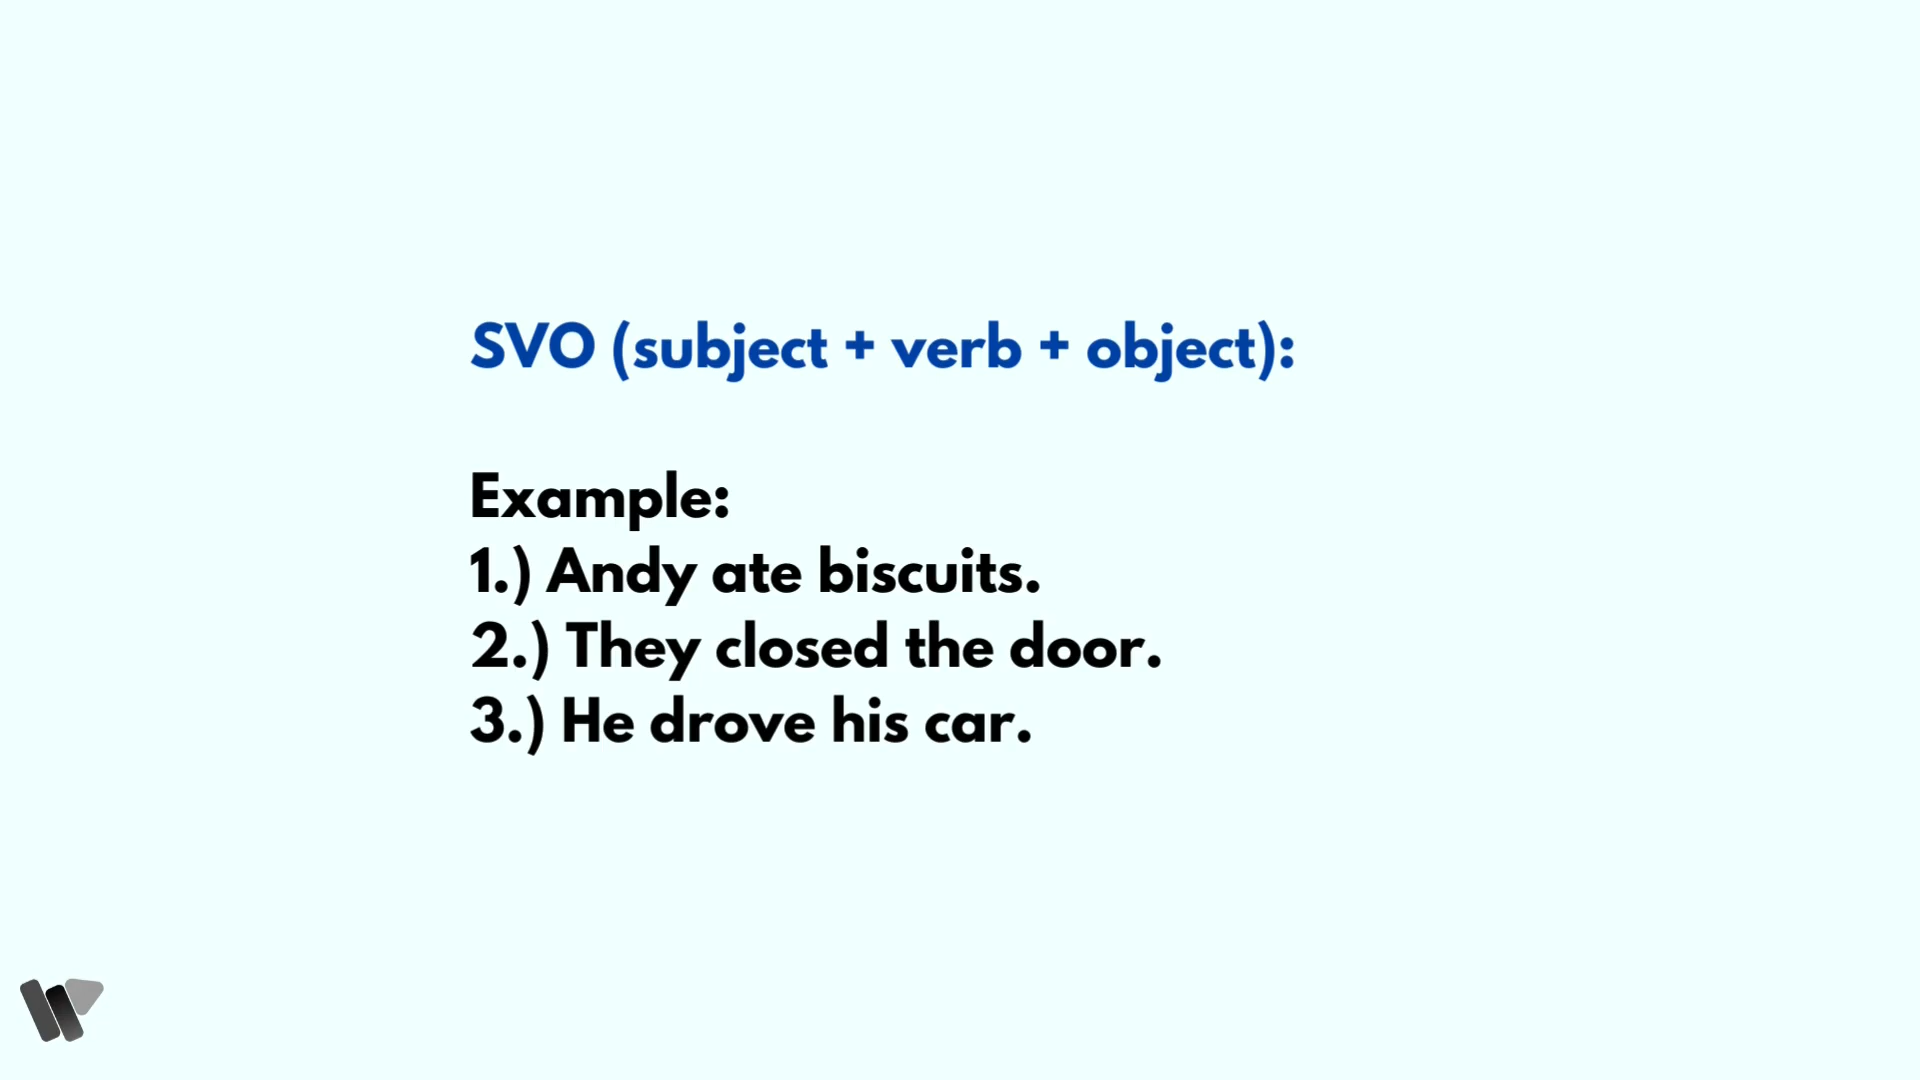 SVO (subject + verb + object):
Example:
1.) Andy ate biscuits.
2.) They closed the door.
3.) He drove his car.